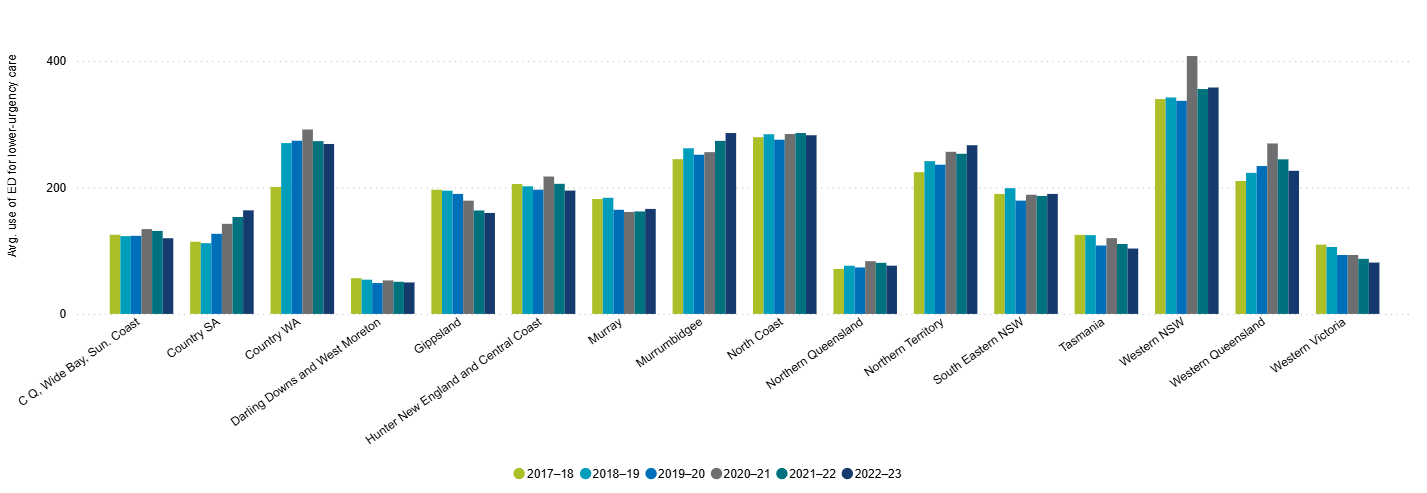 Avg. use of ED for lower-urgency care
400
200
0
C Q, Wide Bay, Sun. Coast
Country SA
Country WA
Darling Downs and West Moreton
Gippsland
Hunter New England and Central Coast
Murray
Murrumbidgee
North Coast
Northern Queensland
Northern Territory
South Eastern NSW
Tasmania
Western NSW
Western Queensland
Western Victoria
2017–18 2018–19 2019–20 2020–21 2021–22 2022–23